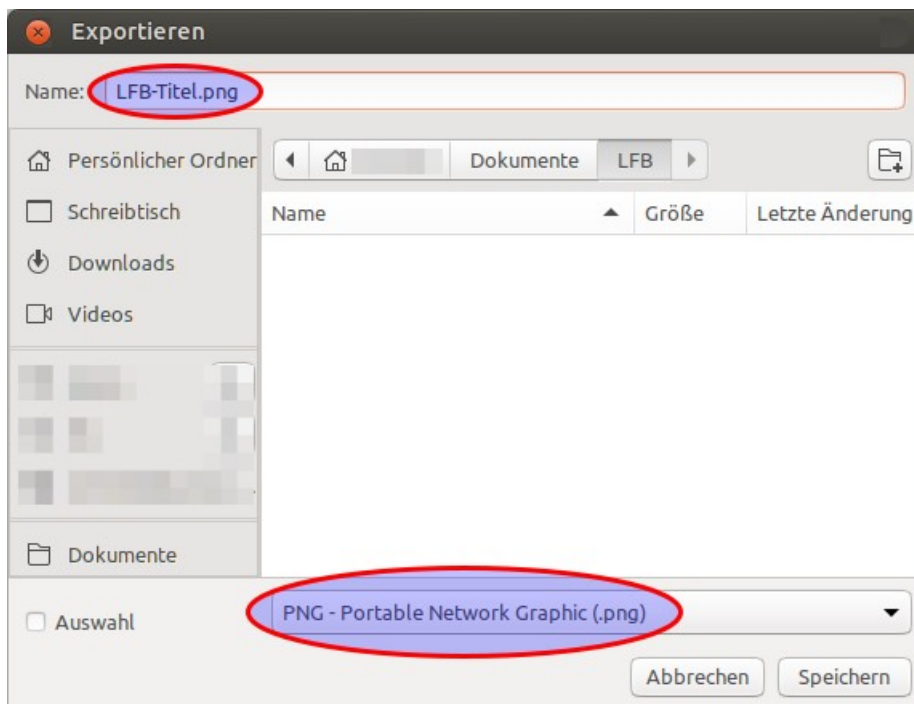 Exportieren
Name: LFB-Titel.png
Persönlicher Ordner
Dokumente LFB
Schreibtisch
Name Größe Letzte Änderung
Downloads
Videos
Dokumente
Auswahl
PNG - Portable Network Graphic (.png)
Abbrechen Speichern